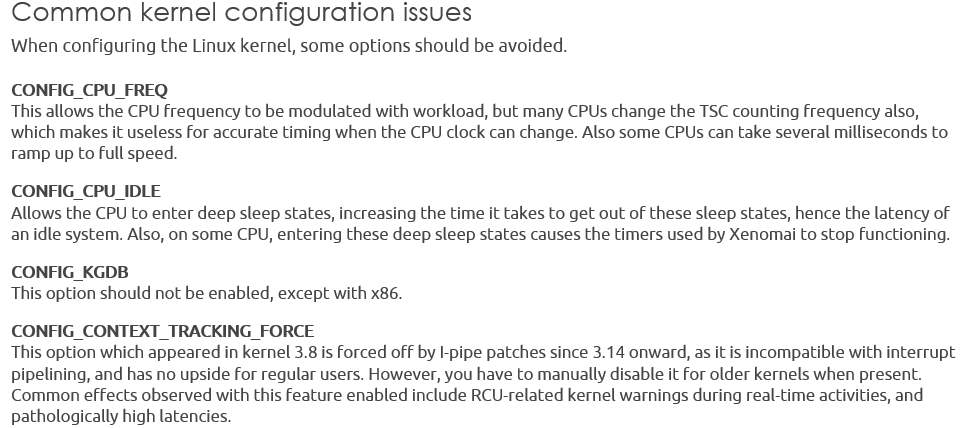 Common kernel configuration issues
When configuring the Linux kernel, some options should be avoided.
CONFIG_CPU_FREQ
This allows the CPU frequency to be modulated with workload, but many CPUs change the TSC counting frequency also,
which makes it useless for accurate timing when the CPU clock can change. Also some CPUs can take several milliseconds to
ramp up to full speed.
CONFIG_CPU_IDLE
Allows the CPU to enter deep sleep states, increasing the time it takes to get out of these sleep states, hence the latency of
an idle system. Also, on some CPU, entering these deep sleep states causes the timers used by Xenomai to stop functioning.
CONFIG_KGDB
This option should not be enabled, except with x86.
CONFIG_CONTEXT_TRACKING_FORCE
This option which appeared in kernel 3.8 is forced off by I-pipe patches since 3.14 onward, as it is incompatible with interrupt
pipelining, and has no upside for regular users. However, you have to manually disable it for older kernels when present.
Common effects observed with this feature enabled include RCU-related kernel warnings during real-time activities, and
pathologically high latencies.